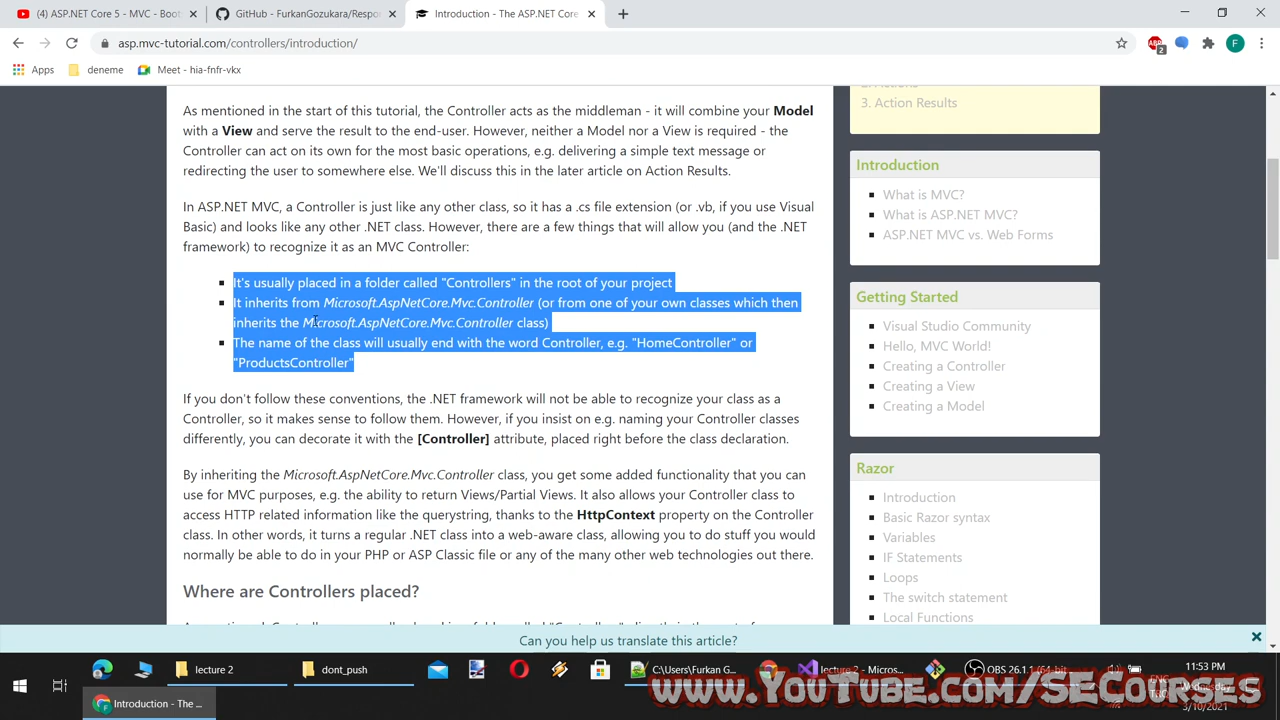 (4) ASP.NET Core 5 - MVC - Boot
GitHub - FurkanGozukara/Respo
Introduction - The ASP.NET Core
asp.mvc-tutorial.com/controllers/introduction/
2
F
Apps
deneme
Meet - hia-fnfr-vkx
As mentioned in the start of this tutorial, the Controller acts as the middleman - it will combine your Model
with a View and serve the result to the end-user. However, neither a Model nor a View is required - the
Controller can act on its own for the most basic operations, e.g. delivering a simple text message or
redirecting the user to somewhere else. We'll discuss this in the later article on Action Results.
In ASP.NET MVC, a Controller is just like any other class, so it has a .cs file extension (or .vb, if you use Visual
Basic) and looks like any other .NET class. However, there are a few things that will allow you (and the .NET
framework) to recognize it as an MVC Controller:
It's usually placed in a folder called "Controllers" in the root of your project
It inherits from Microsoft.AspNetCore.Mvc.Controller (or from one of your own classes which then
inherits the Microsoft.AspNetCore.Mvc.Controller class)
The name of the class will usually end with the word Controller, e.g. "HomeController" or
"ProductsController"
If you don't follow these conventions, the .NET framework will not be able to recognize your class as a
Controller, so it makes sense to follow them. However, if you insist on e.g. naming your Controller classes
differently, you can decorate it with the [Controller] attribute, placed right before the class declaration.
By inheriting the Microsoft.AspNetCore.Mvc.Controller class, you get some added functionality that you can
use for MVC purposes, e.g. the ability to return Views/Partial Views. It also allows your Controller class to
access HTTP related information like the querystring, thanks to the HttpContext property on the Controller
class. In other words, it turns a regular .NET class into a web-aware class, allowing you to do stuff you would
normally be able to do in your PHP or ASP Classic file or any of the many other web technologies out there.
Where are Controllers placed?
3. Action Results
Introduction
What is MVC?
What is ASP.NET MVC?
ASP.NET MVC vs. Web Forms
Getting Started
Visual Studio Community
Hello, MVC World!
Creating a Controller
Creating a View
Creating a Model
Razor
Introduction
Basic Razor syntax
Variables
IF Statements
Loops
The switch statement
Local Functions
Can you help us translate this article?
lecture 2
dont_push
C:\Users\Furkan G...
lecture 2 - Micros...
OBS 26.1.1 (64-bit...
11:53 PM
Wednesday
3/10/2021
Introduction - The ...
www.YouTube.com/SECourses